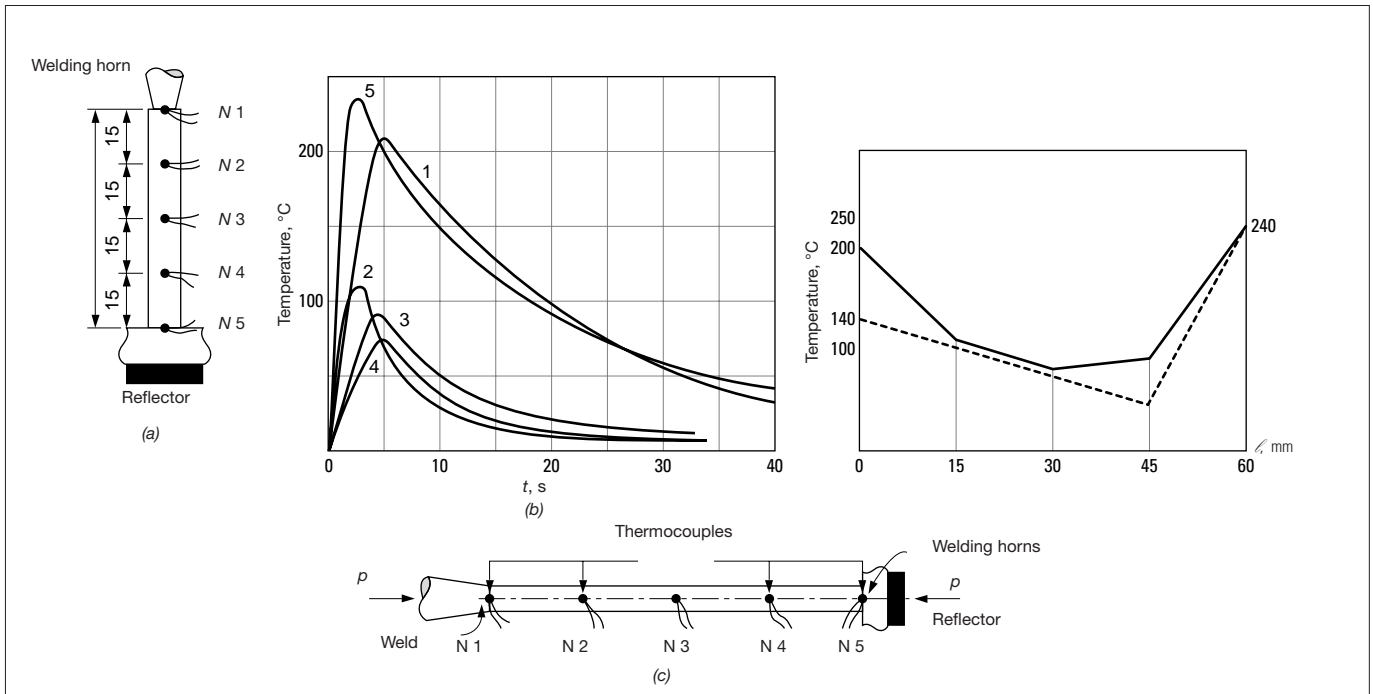 Welding horn
N 1
15
N 2
15
N 3
15
N 4
15
N 5
Reflector
(a)
Temperature, °C
200
100
5
1
2
3
4
0 10 20 30 40
t, s
(b)
Temperature, °C
250
200
140
100
240
0 15 30 45 60
ℓ, mm
Thermocouples
Welding horns
p
p
Reflector
Weld
N 1 N 2 N 3 N 4 N 5
(c)